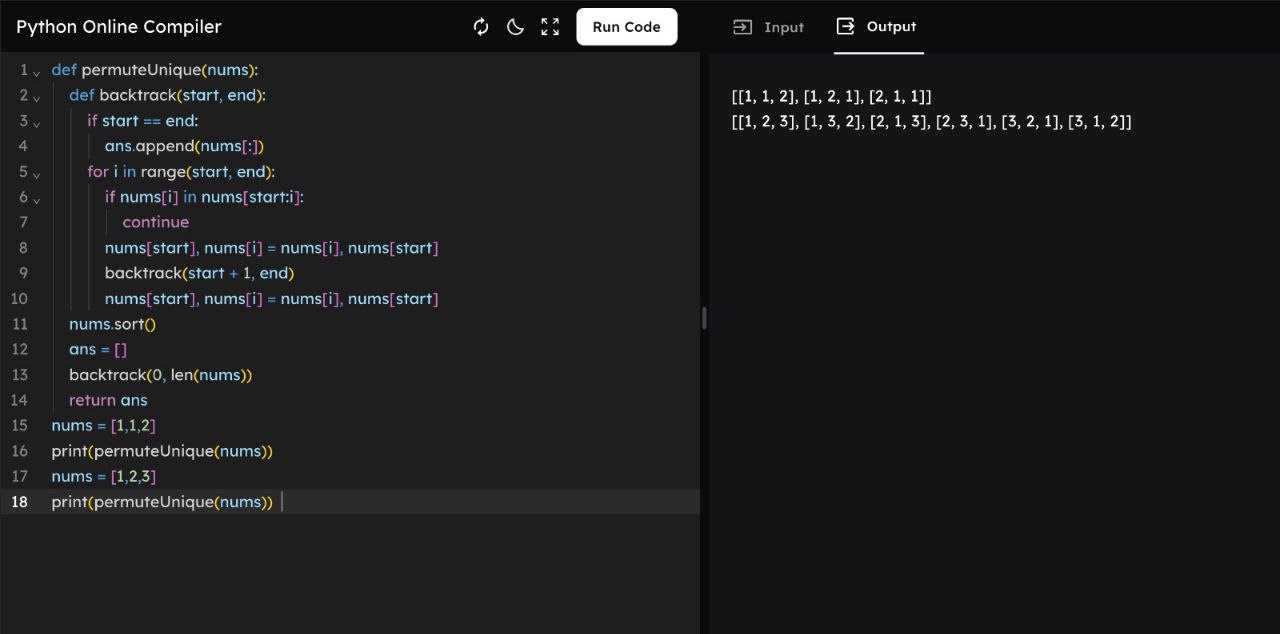 Python Online Compiler
Run Code
Input
Output
1 def permuteUnique(nums):
2 def backtrack(start, end):
3 if start == end:
4 ans.append(nums[:])
5 for i in range(start, end):
6 if nums[i] in nums[start:i]:
7 continue
8 nums[start], nums[i] = nums[i], nums[start]
9 backtrack(start + 1, end)
10 nums[start], nums[i] = nums[i], nums[start]
11 nums.sort()
12 ans = []
13 backtrack(0, len(nums))
14 return ans
15 nums = [1,1,2]
16 print(permuteUnique(nums))
17 nums = [1,2,3]
18 print(permuteUnique(nums))
[[1, 1, 2], [1, 2, 1], [2, 1, 1]]
[[1, 2, 3], [1, 3, 2], [2, 1, 3], [2, 3, 1], [3, 2, 1], [3, 1, 2]]